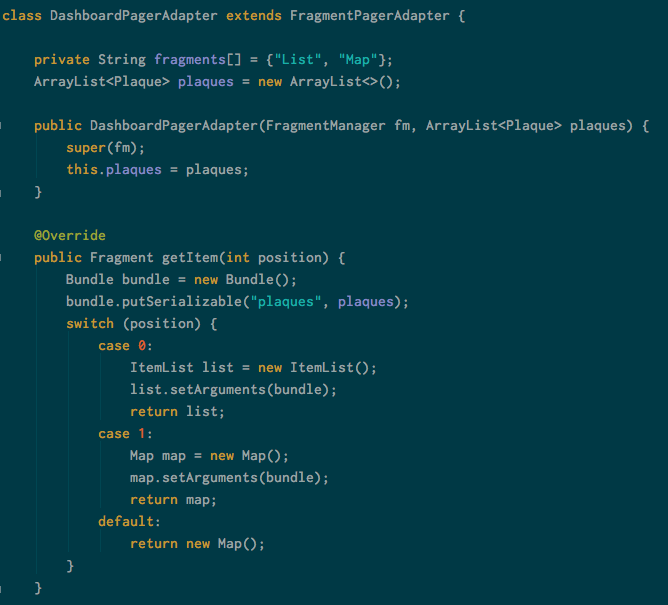 class DashboardPagerAdapter extends FragmentPagerAdapter {
private String fragments[] = {"List", "Map"};
ArrayList<Plaque> plaques = new ArrayList<>();
public DashboardPagerAdapter(FragmentManager fm, ArrayList<Plaque> plaques) {
super(fm);
this.plaques = plaques;
}
@Override
public Fragment getItem(int position) {
Bundle bundle = new Bundle();
bundle.putSerializable("plaques", plaques);
switch (position) {
case 0:
ItemList list = new ItemList();
list.setArguments(bundle);
return list;
case 1:
Map map = new Map();
map.setArguments(bundle);
return map;
default:
return new Map();
}
}